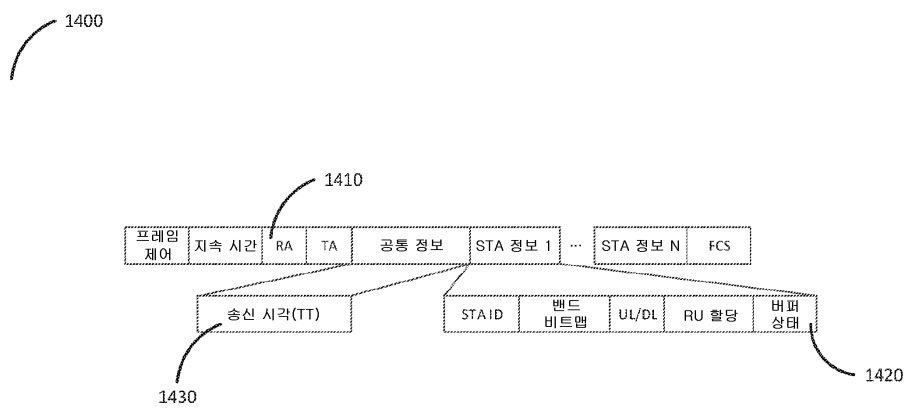 1400
1410
프레임
제어
지속 시간
RA
TA
공통 정보
STA 정보 1
...
STA 정보 N
FCS
송신 시각(TT)
STA ID
밴드
비트맵
UL/DL
RU 할당
버퍼
상태
1430
1420